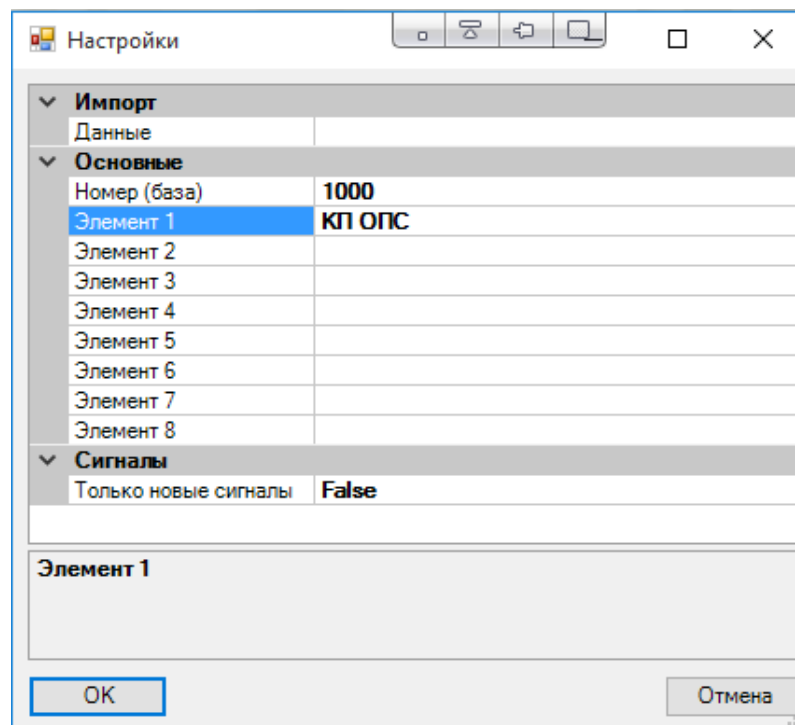 Настройки
Импорт
Данные
Основные
Номер (база) 1000
Элемент 1 КП ОПС
Элемент 2
Элемент 3
Элемент 4
Элемент 5
Элемент 6
Элемент 7
Элемент 8
Сигналы
Только новые сигналы False
Элемент 1
OK Отмена